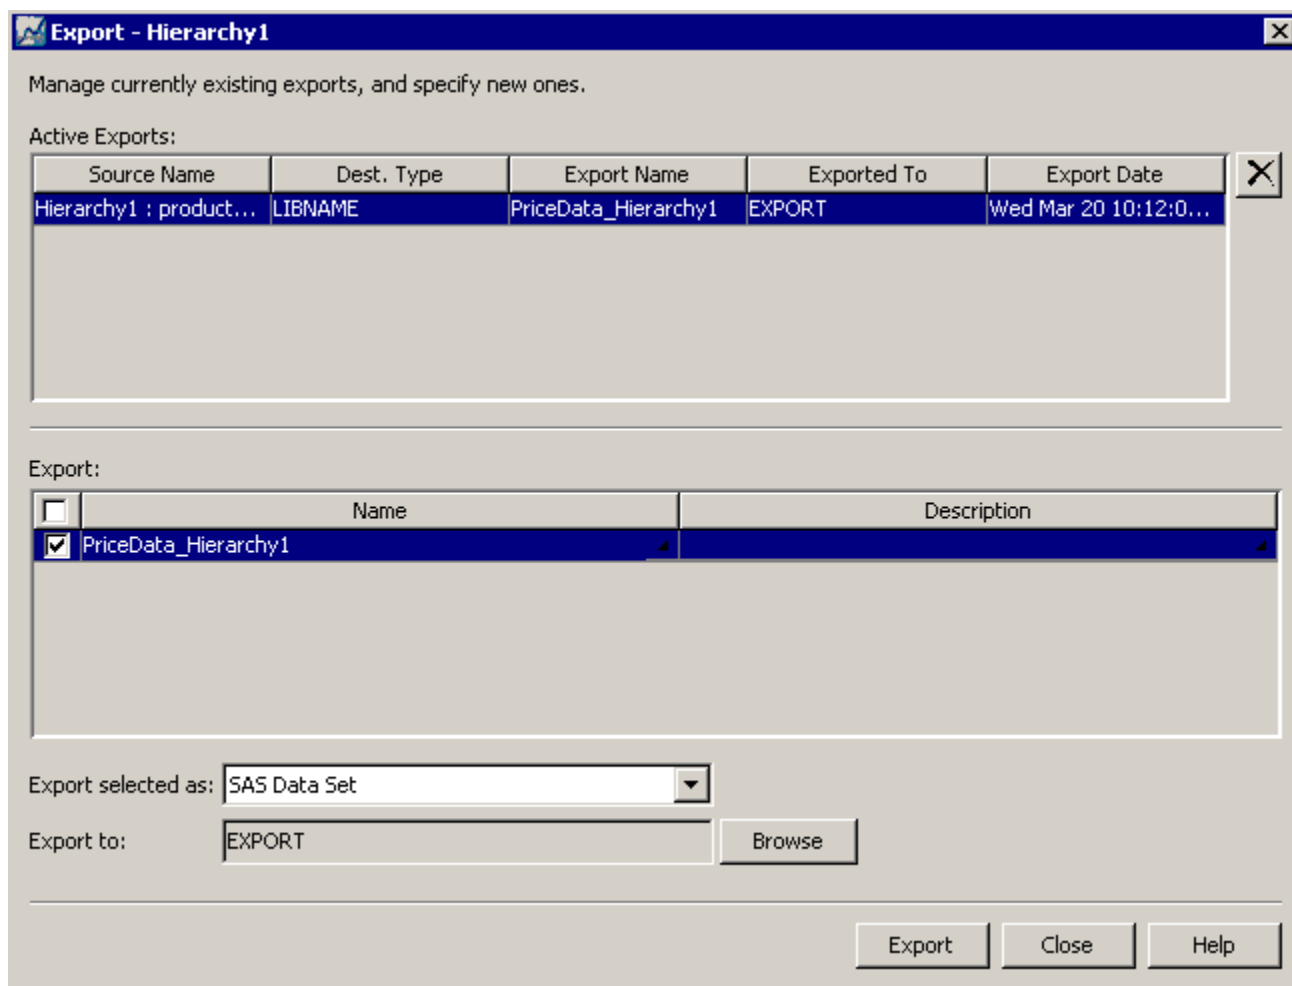 Export - Hierarchy1
Manage currently existing exports, and specify new ones.
Active Exports:
Source Name Dest. Type Export Name Exported To Export Date
Hierarchy1 : product... LIBNAME PriceData_Hierarchy1 EXPORT Wed Mar 20 10:12:0...
Export:
Name Description
PriceData_Hierarchy1
Export selected as: SAS Data Set
Export to: EXPORT Browse
Export Close Help